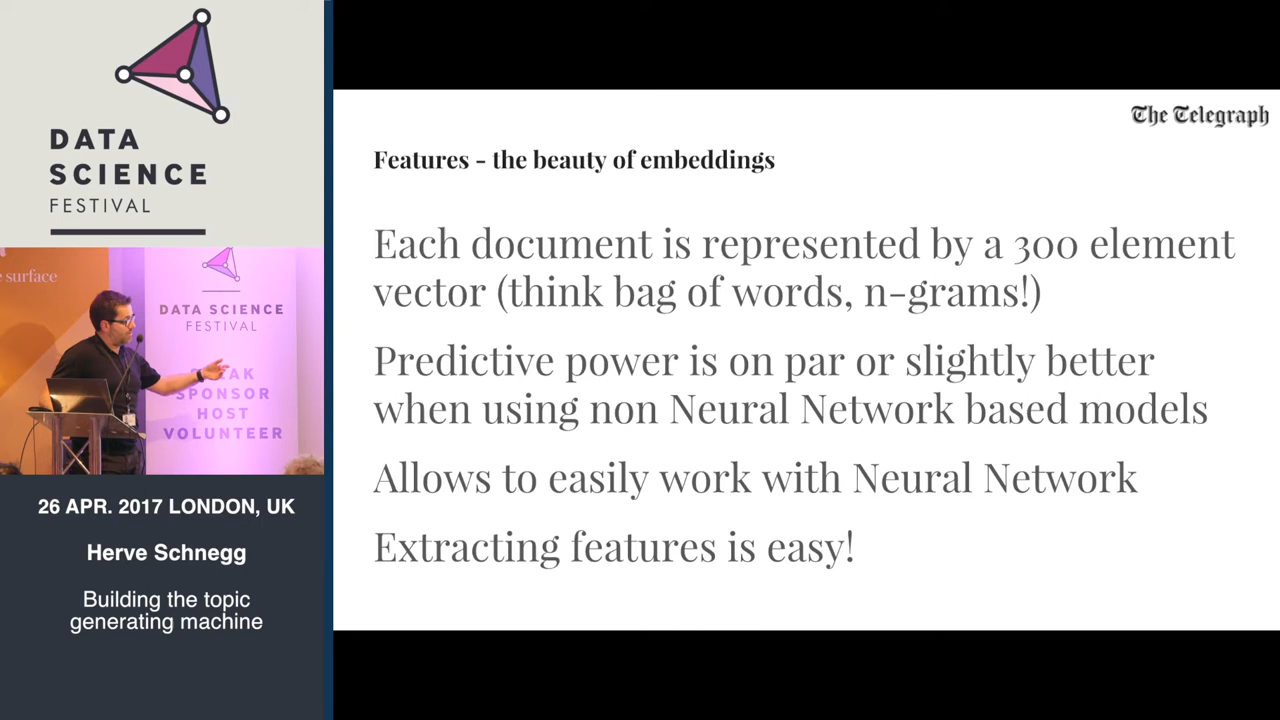 DATA
SCIENCE
FESTIVAL
e surface
DATA SCIENCE
FESTIVAL
SPONSOR
HOST
VOLUNTEER
26 APR. 2017 LONDON, UK
Herve Schnegg
Building the topic
generating machine
The Telegraph
Features - the beauty of embeddings
Each document is represented by a 300 element
vector (think bag of words, n-grams!)
Predictive power is on par or slightly better
when using non Neural Network based models
Allows to easily work with Neural Network
Extracting features is easy!